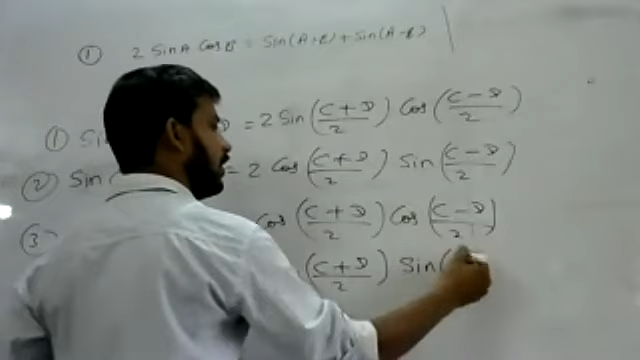 ① 2 Sin A Cos B = Sin(A+B) + Sin(A-B)
① Sin = 2 Sin (C+D/2) Cos (C-D/2)
② Sin = 2 Cos (C+D/2) Sin (C-D/2)
③ Cos (C+D/2) Cos (C-D/2)
(C+D/2) Sin(